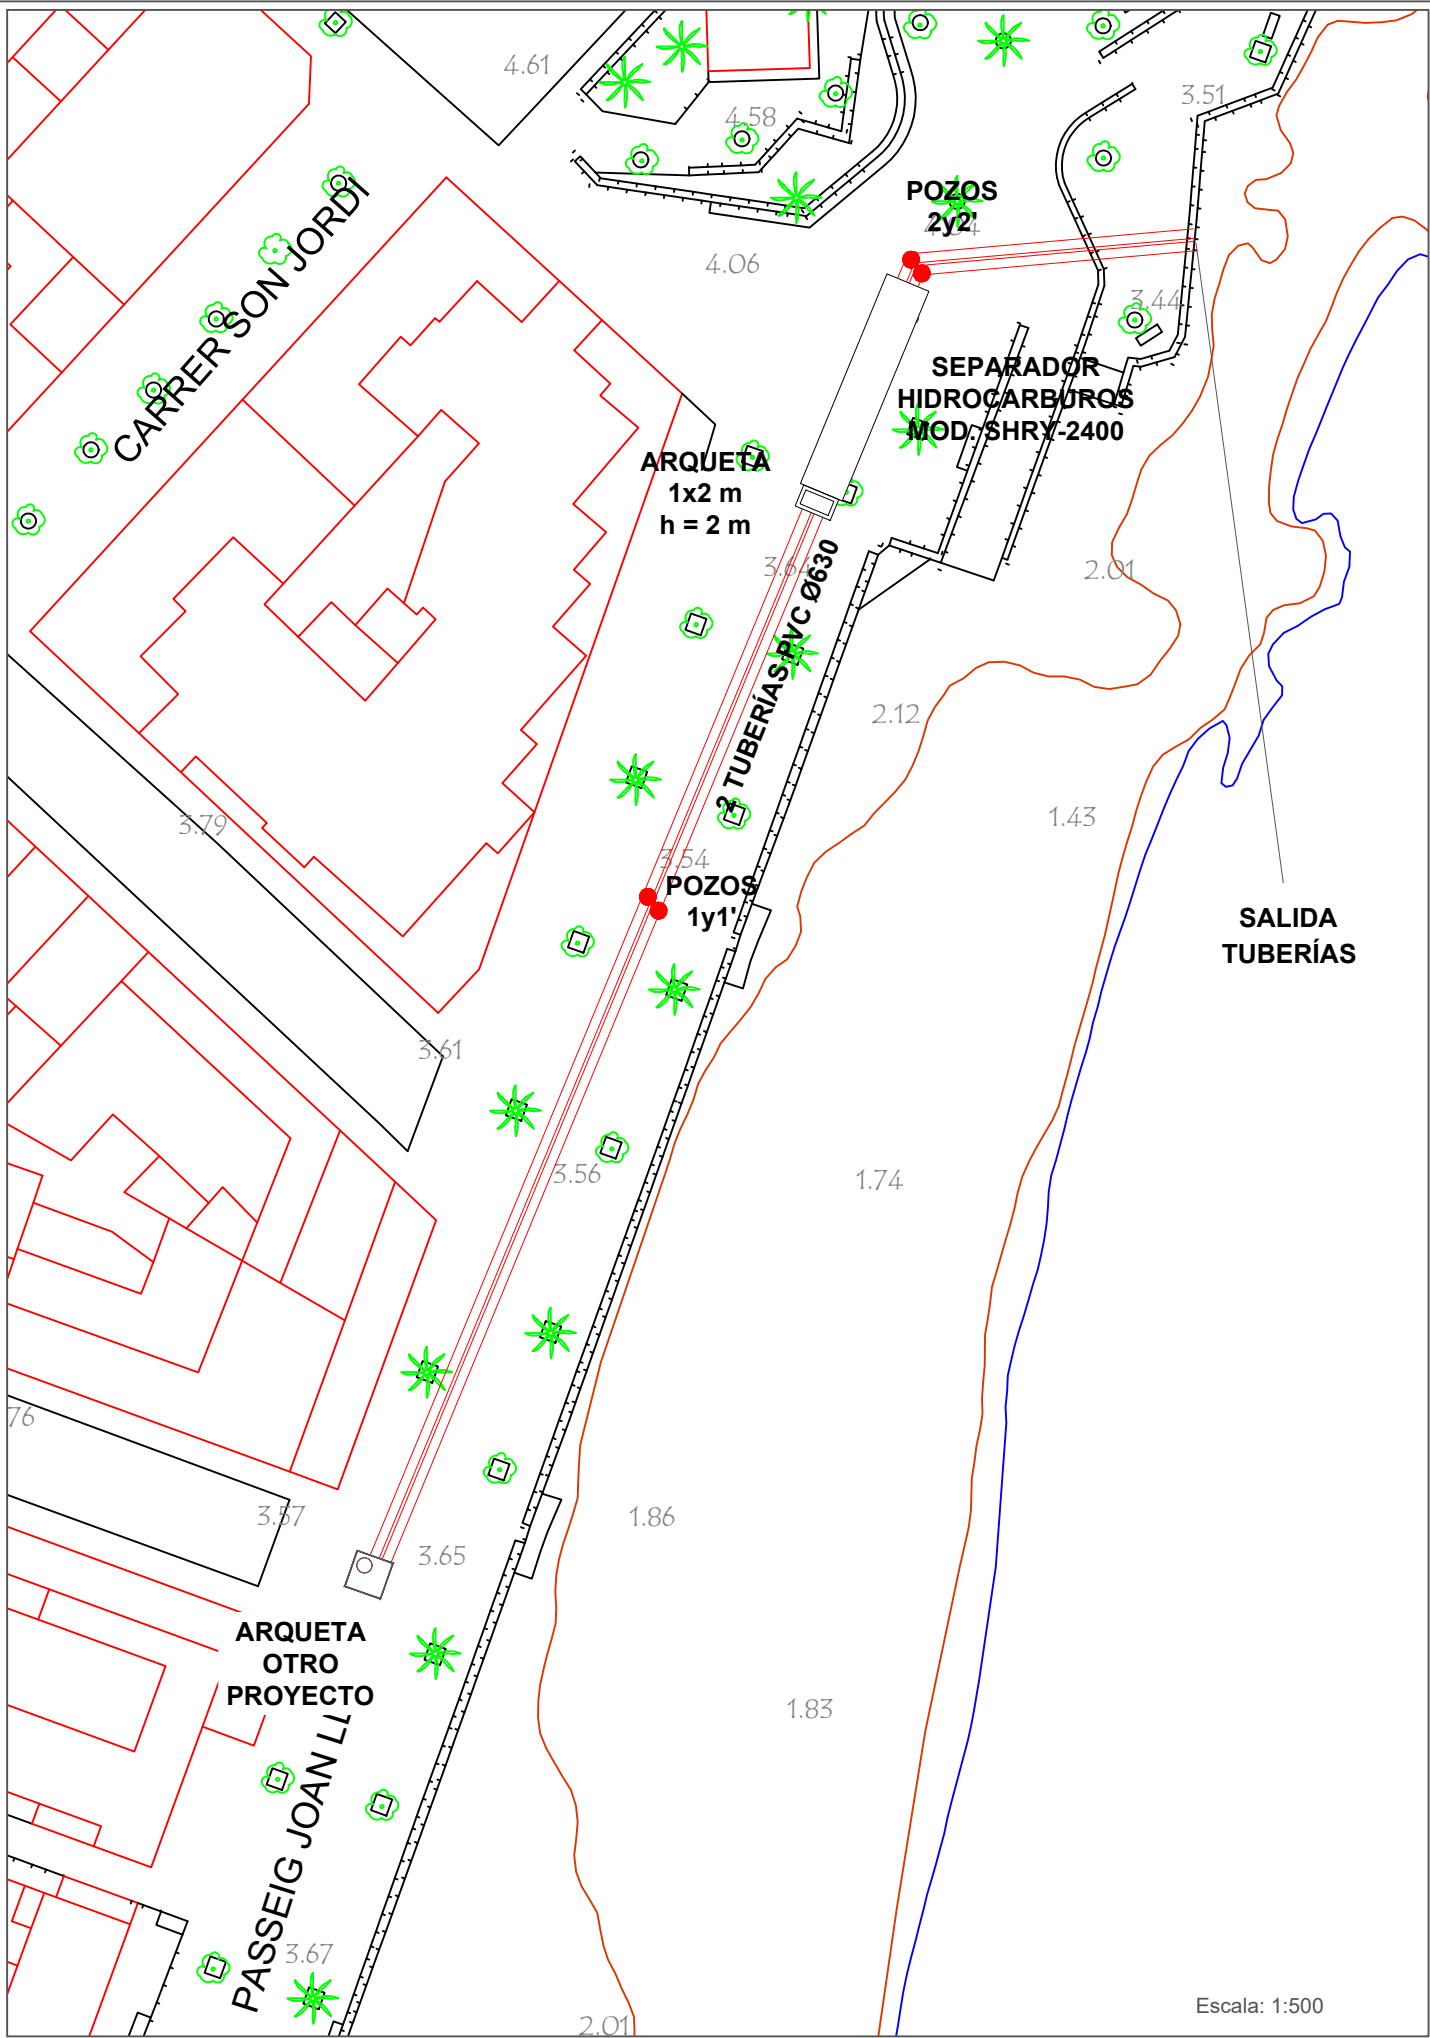 4.61
3.51
4.58
CARRER SON JORDI
POZOS
2y2'
4.06
3.44
SEPARADOR
HIDROCARBUROS
MOD. SHRY-2400
ARQUETA
1x2 m
h = 2 m
3.64
2.01
2 TUBERÍAS PVC Ø630
2.12
3.79
1.43
3.54
POZOS
1y1'
SALIDA
TUBERÍAS
3.61
3.56
1.74
76
3.57
1.86
3.65
ARQUETA
OTRO
PROYECTO
1.83
PASSEIG JOAN LL
3.67
Escala: 1:500
2.01